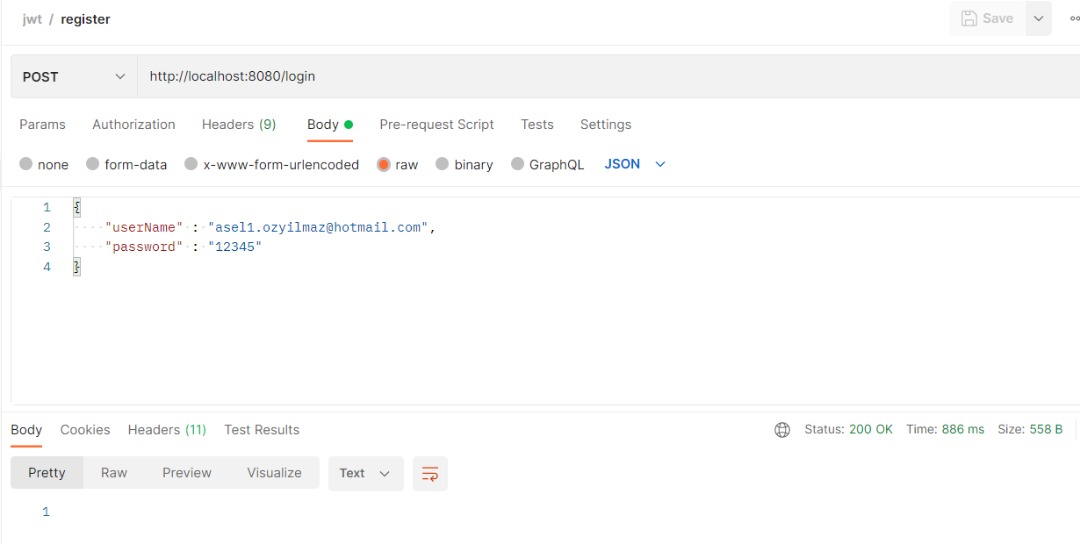 jwt / register
Save
POST
http://localhost:8080/login
Params Authorization Headers (9) Body Pre-request Script Tests Settings
none form-data x-www-form-urlencoded raw binary GraphQL JSON
1 {
2 ····"userName"·:·"asel1.ozyilmaz@hotmail.com",
3 ····"password"·:·"12345"
4 }
Body Cookies Headers (11) Test Results Status: 200 OK Time: 886 ms Size: 558 B
Pretty Raw Preview Visualize Text
1